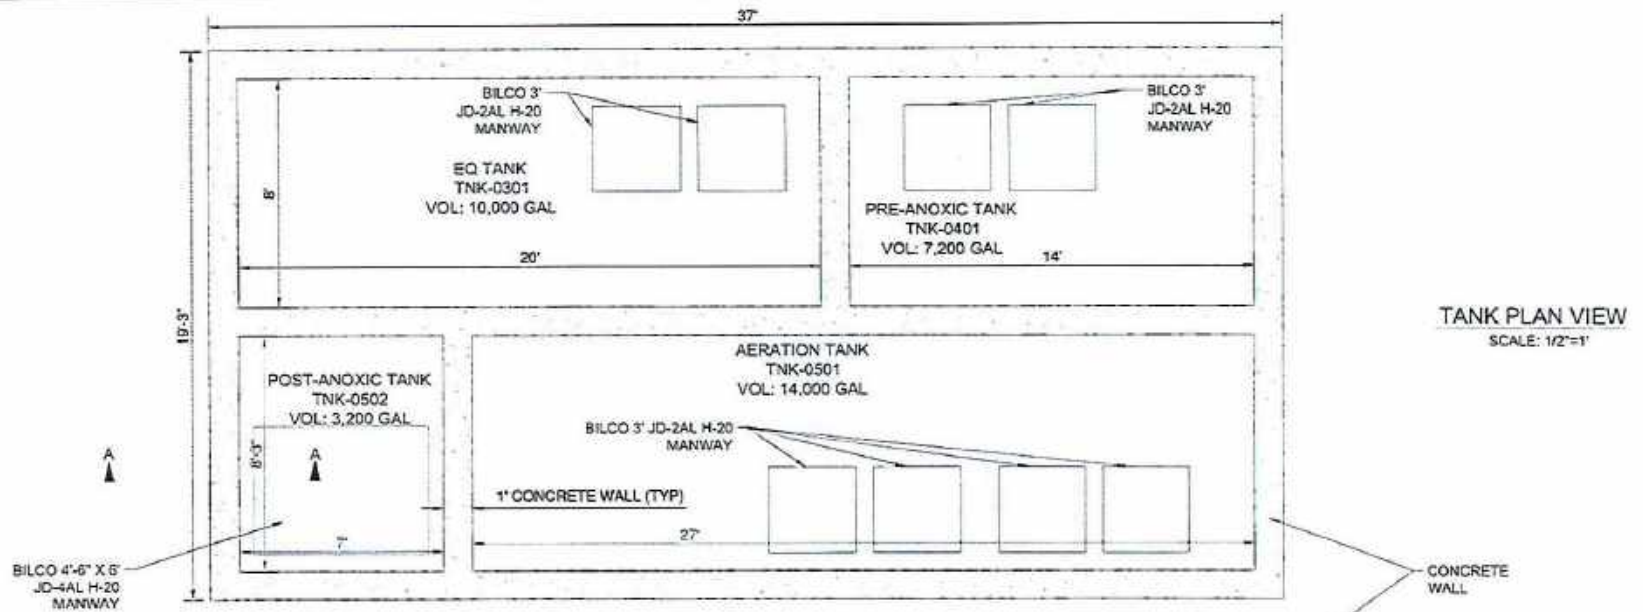 37'
BILCO 3'
JD-2AL H-20
MANWAY
BILCO 3'
JD-2AL H-20
MANWAY
EQ TANK
TNK-0301
VOL: 10,000 GAL
8'
PRE-ANOXIC TANK
TNK-0401
VOL: 7,200 GAL
20'
14'
19'-3"
TANK PLAN VIEW
SCALE: 1/2"=1'
AERATION TANK
TNK-0501
VOL: 14,000 GAL
POST-ANOXIC TANK
TNK-0502
VOL: 3,200 GAL
BILCO 3' JD-2AL H-20
MANWAY
8'-3"
A
A
1' CONCRETE WALL (TYP)
27'
7'
BILCO 4'-6" X 6'
JD-4AL H-20
MANWAY
CONCRETE
WALL